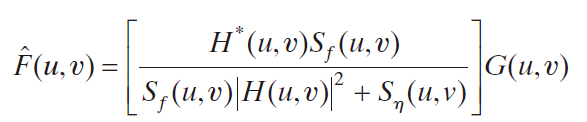 F̂(u,v) = [ H*(u,v)S_f(u,v) / S_f(u,v)|H(u,v)|² + S_η(u,v) ] G(u,v)